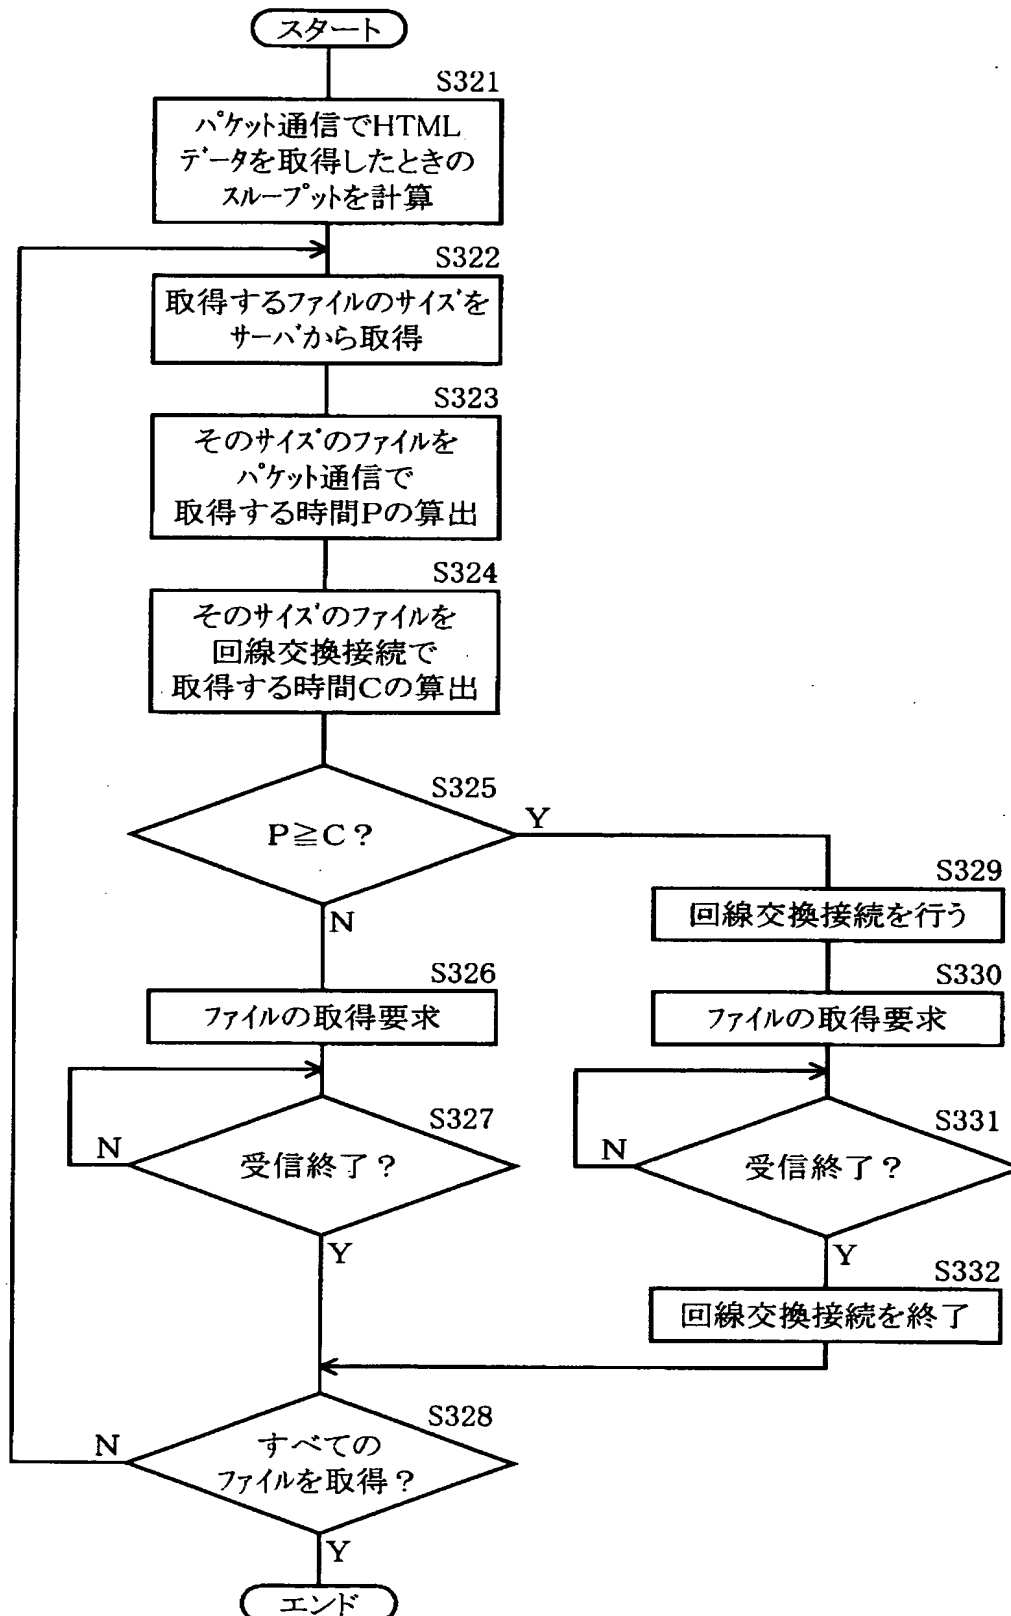 スタート
S321
パケット通信でHTML
データを取得したときの
スループットを計算
S322
取得するファイルのサイズを
サーバから取得
S323
そのサイズのファイルを
パケット通信で
取得する時間Pの算出
S324
そのサイズのファイルを
回線交換接続で
取得する時間Cの算出
S325
P≧C?
Y
N
S329
回線交換接続を行う
S326
ファイルの取得要求
S330
ファイルの取得要求
S327
受信終了?
N
Y
S331
受信終了?
N
Y
S332
回線交換接続を終了
S328
すべての
ファイルを取得?
N
Y
エンド